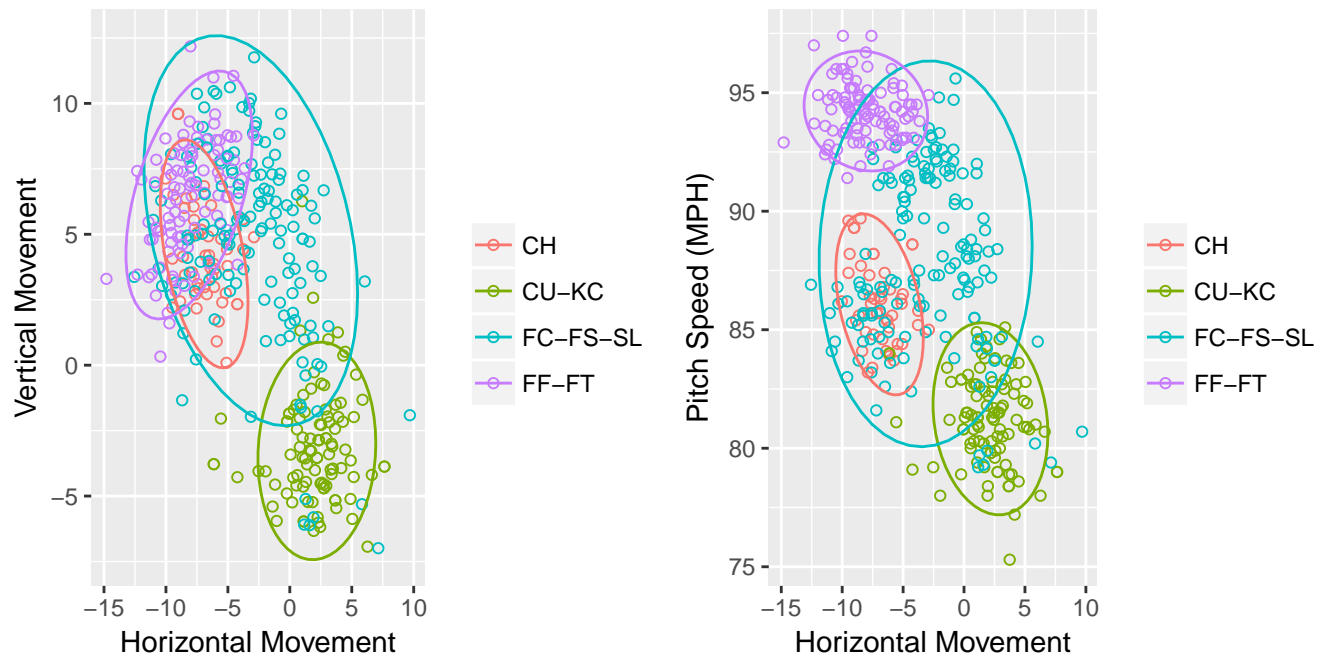 Vertical Movement
10
5
0
−5
−15
−10
−5
0
5
10
Horizontal Movement
CH
CU−KC
FC−FS−SL
FF−FT
Pitch Speed (MPH)
95
90
85
80
75
−15
−10
−5
0
5
10
Horizontal Movement
CH
CU−KC
FC−FS−SL
FF−FT